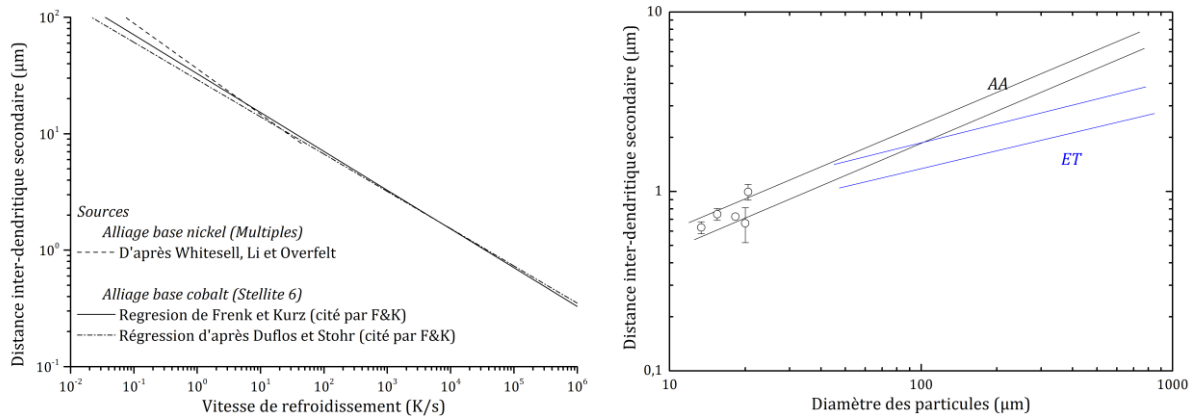 Distance inter-dendritique secondaire (µm)
10²
10¹
10⁰
10⁻¹
Sources
Alliage base nickel (Multiples)
D'après Whitesell, Li et Overfelt
Alliage base cobalt (Stellite 6)
Regresion de Frenk et Kurz (cité par F&K)
Régression d'après Duflos et Stohr (cité par F&K)
10⁻² 10⁻¹ 10⁰ 10¹ 10² 10³ 10⁴ 10⁵ 10⁶
Vitesse de refroidissement (K/s)
Distance inter-dendritique secondaire (µm)
10
1
0,1
AA
ET
10 100 1000
Diamètre des particules (µm)